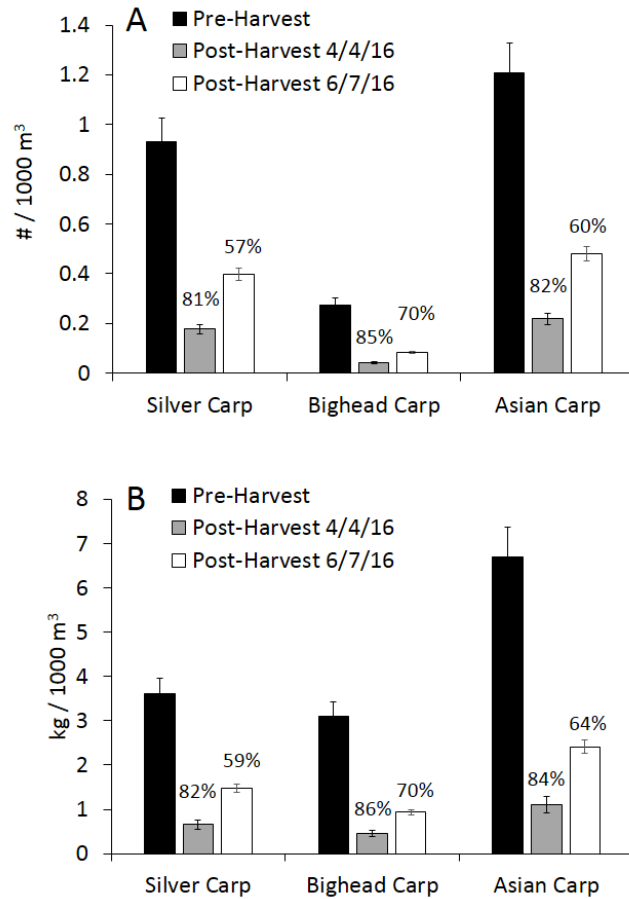 A
Pre-Harvest
Post-Harvest 4/4/16
Post-Harvest 6/7/16
# / 1000 m³
1.4
1.2
1
0.8
0.6
0.4
0.2
0
81%
57%
85%
70%
82%
60%
Silver Carp
Bighead Carp
Asian Carp
B
Pre-Harvest
Post-Harvest 4/4/16
Post-Harvest 6/7/16
kg / 1000 m³
8
7
6
5
4
3
2
1
0
82%
59%
86%
70%
84%
64%
Silver Carp
Bighead Carp
Asian Carp